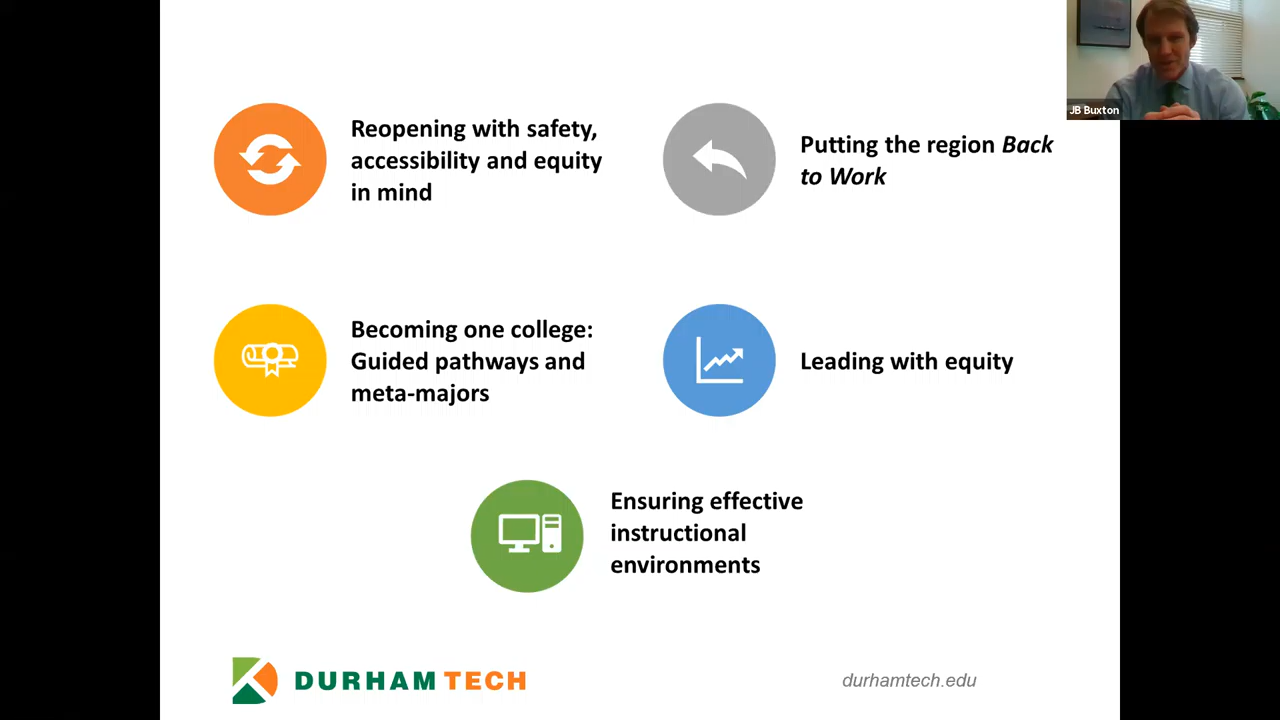 JB Buxton
Reopening with safety,
accessibility and equity
in mind
Putting the region Back
to Work
Becoming one college:
Guided pathways and
meta-majors
Leading with equity
Ensuring effective
instructional
environments
DURHAM TECH
durhamtech.edu